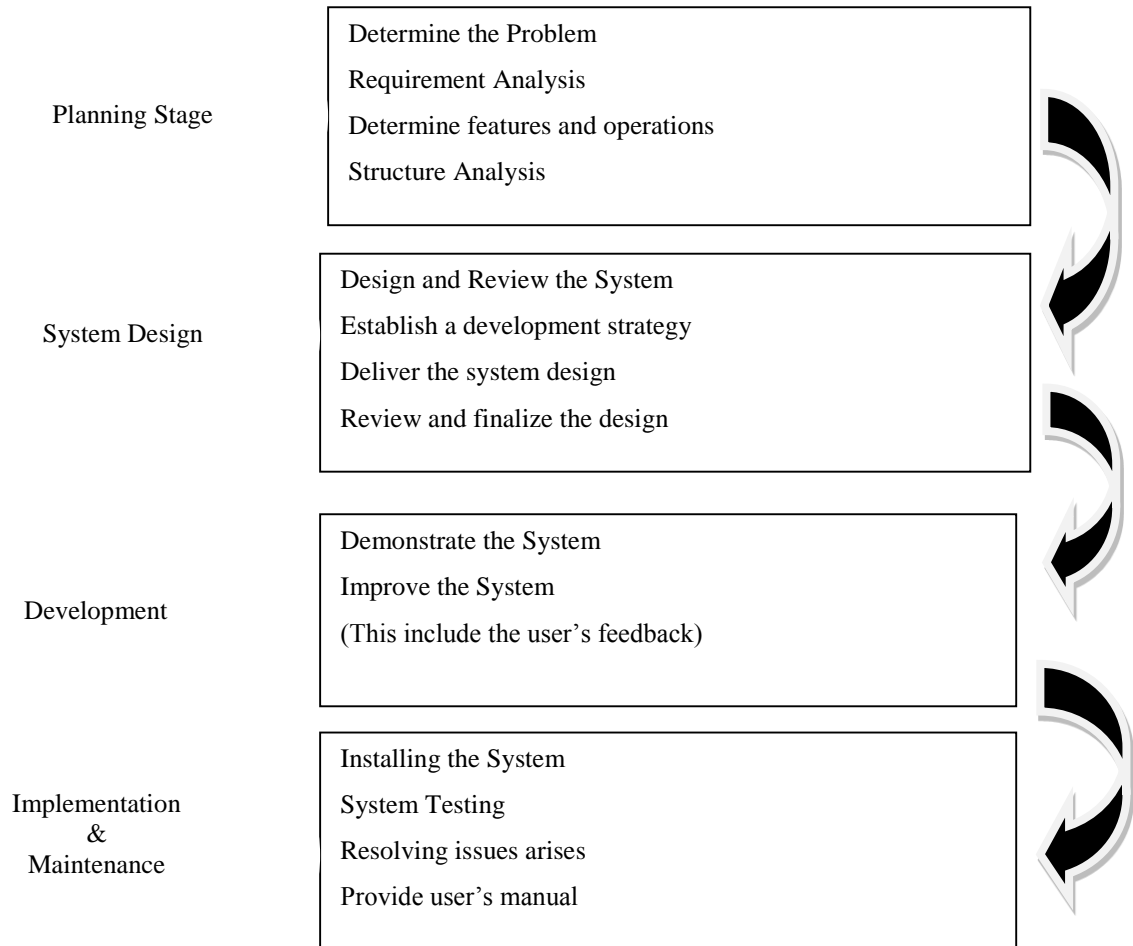 Planning Stage
Determine the Problem
Requirement Analysis
Determine features and operations
Structure Analysis
System Design
Design and Review the System
Establish a development strategy
Deliver the system design
Review and finalize the design
Development
Demonstrate the System
Improve the System
(This include the user’s feedback)
Implementation
&
Maintenance
Installing the System
System Testing
Resolving issues arises
Provide user’s manual